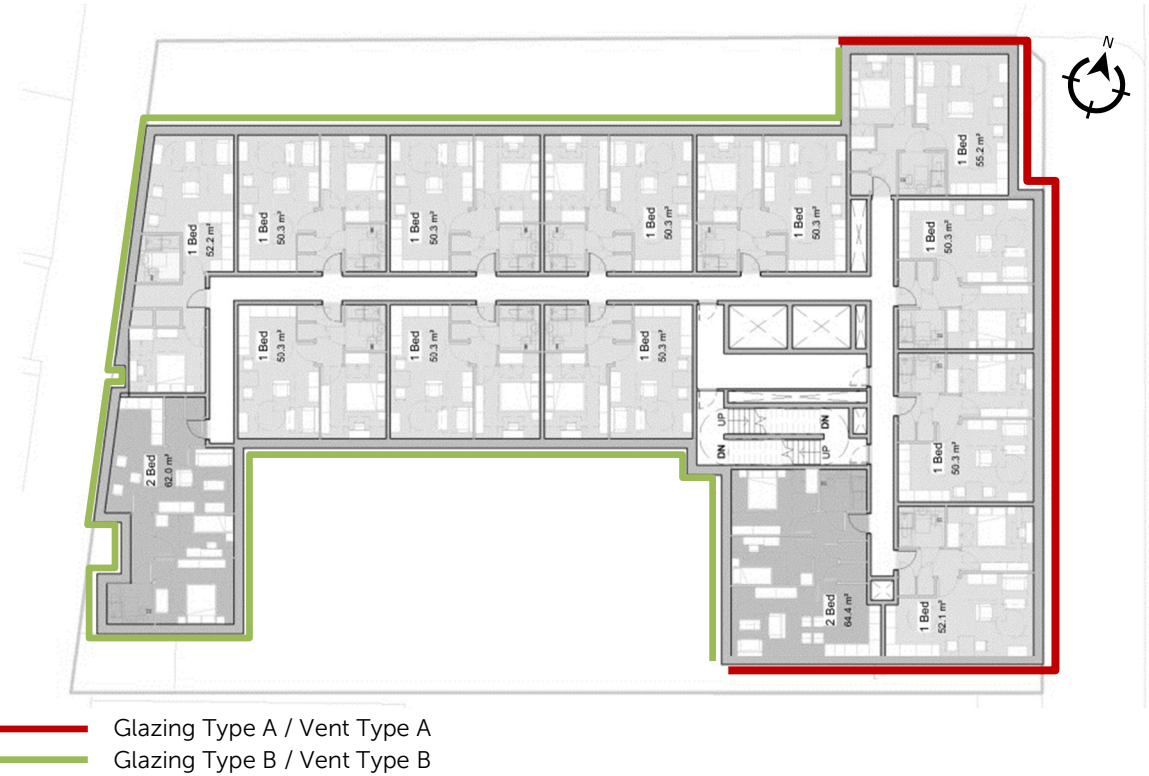 N
1 Bed
55.2 m²
1 Bed
52.2 m²
1 Bed
50.3 m²
1 Bed
50.3 m²
1 Bed
50.3 m²
1 Bed
50.3 m²
1 Bed
50.3 m²
1 Bed
50.3 m²
1 Bed
50.3 m²
1 Bed
50.3 m²
UP
DN
DN
UP
2 Bed
62.0 m²
1 Bed
50.3 m²
2 Bed
64.4 m²
1 Bed
52.1 m²
Glazing Type A / Vent Type A
Glazing Type B / Vent Type B